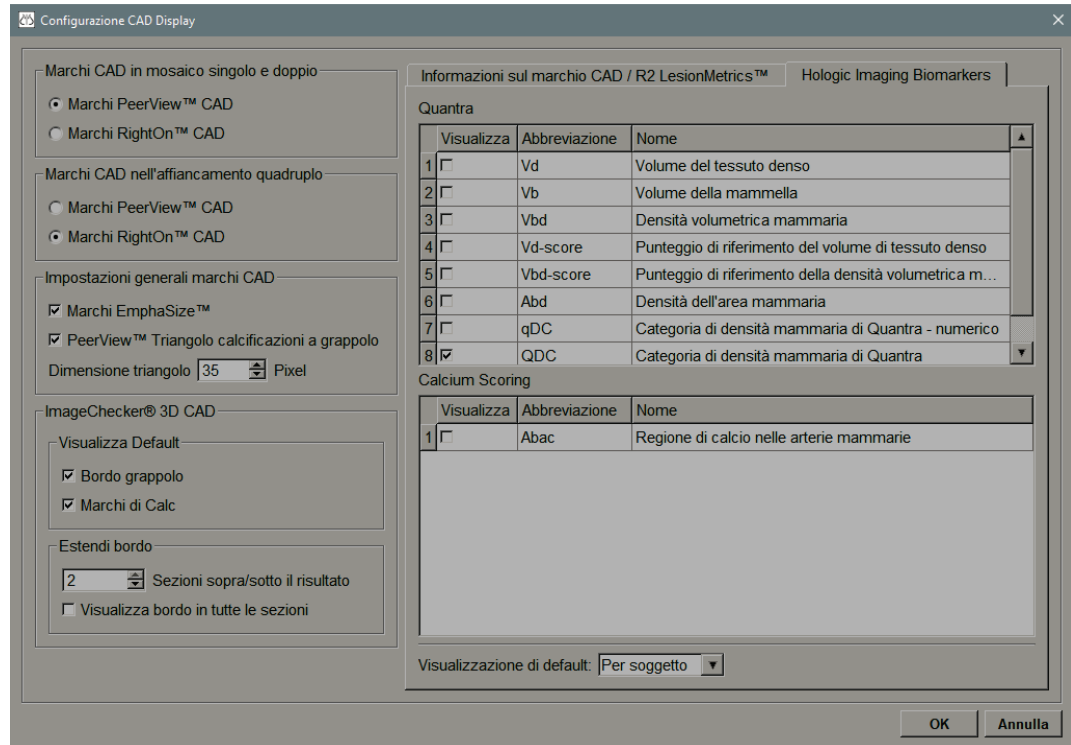 Configurazione CAD Display
Marchi CAD in mosaico singolo e doppio
Marchi PeerView™ CAD
Marchi RightOn™ CAD
Marchi CAD nell'affiancamento quadruplo
Marchi PeerView™ CAD
Marchi RightOn™ CAD
Impostazioni generali marchi CAD
Marchi EmphaSize™
PeerView™ Triangolo calcificazioni a grappolo
Dimensione triangolo 35 Pixel
ImageChecker® 3D CAD
Visualizza Default
Bordo grappolo
Marchi di Calc
Estendi bordo
2 Sezioni sopra/sotto il risultato
Visualizza bordo in tutte le sezioni
Informazioni sul marchio CAD / R2 LesionMetrics™ Hologic Imaging Biomarkers
Quantra
Visualizza Abbreviazione Nome
1 Vd Volume del tessuto denso
2 Vb Volume della mammella
3 Vbd Densità volumetrica mammaria
4 Vd-score Punteggio di riferimento del volume di tessuto denso
5 Vbd-score Punteggio di riferimento della densità volumetrica m...
6 Abd Densità dell'area mammaria
7 qDC Categoria di densità mammaria di Quantra - numerico
8 QDC Categoria di densità mammaria di Quantra
Calcium Scoring
Visualizza Abbreviazione Nome
1 Abac Regione di calcio nelle arterie mammarie
Visualizzazione di default: Per soggetto
OK Annulla